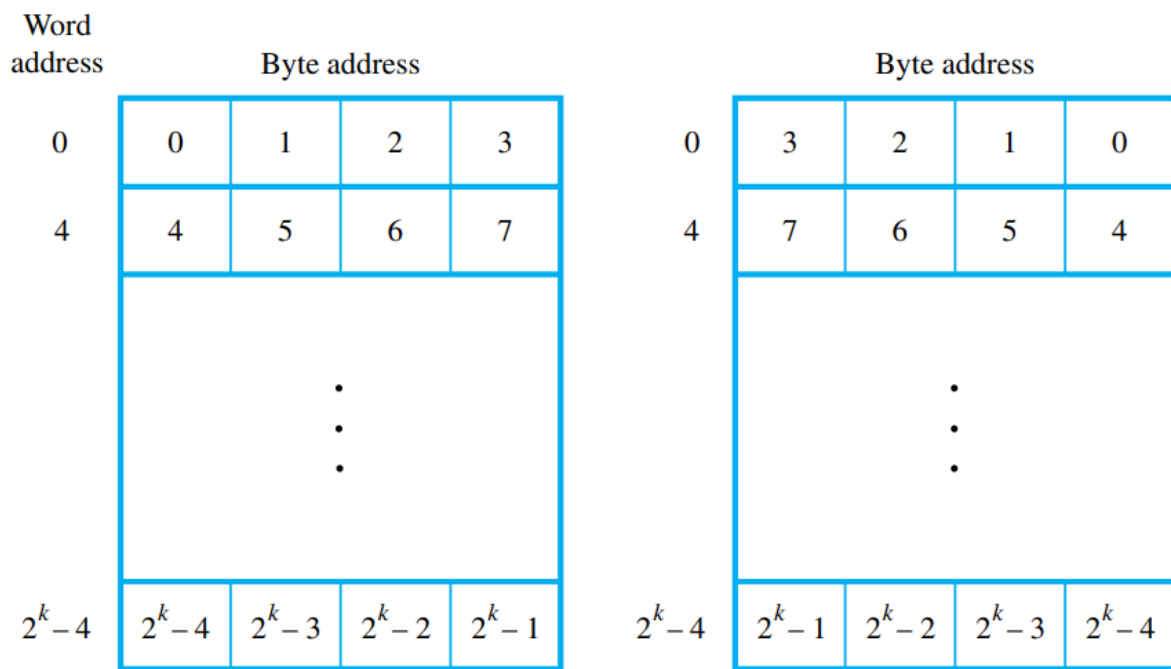 Word
address
Byte address
Byte address
0 0 1 2 3
0 3 2 1 0
4 4 5 6 7
4 7 6 5 4
2^k – 4 2^k – 4 2^k – 3 2^k – 2 2^k – 1
2^k – 4 2^k – 1 2^k – 2 2^k – 3 2^k – 4